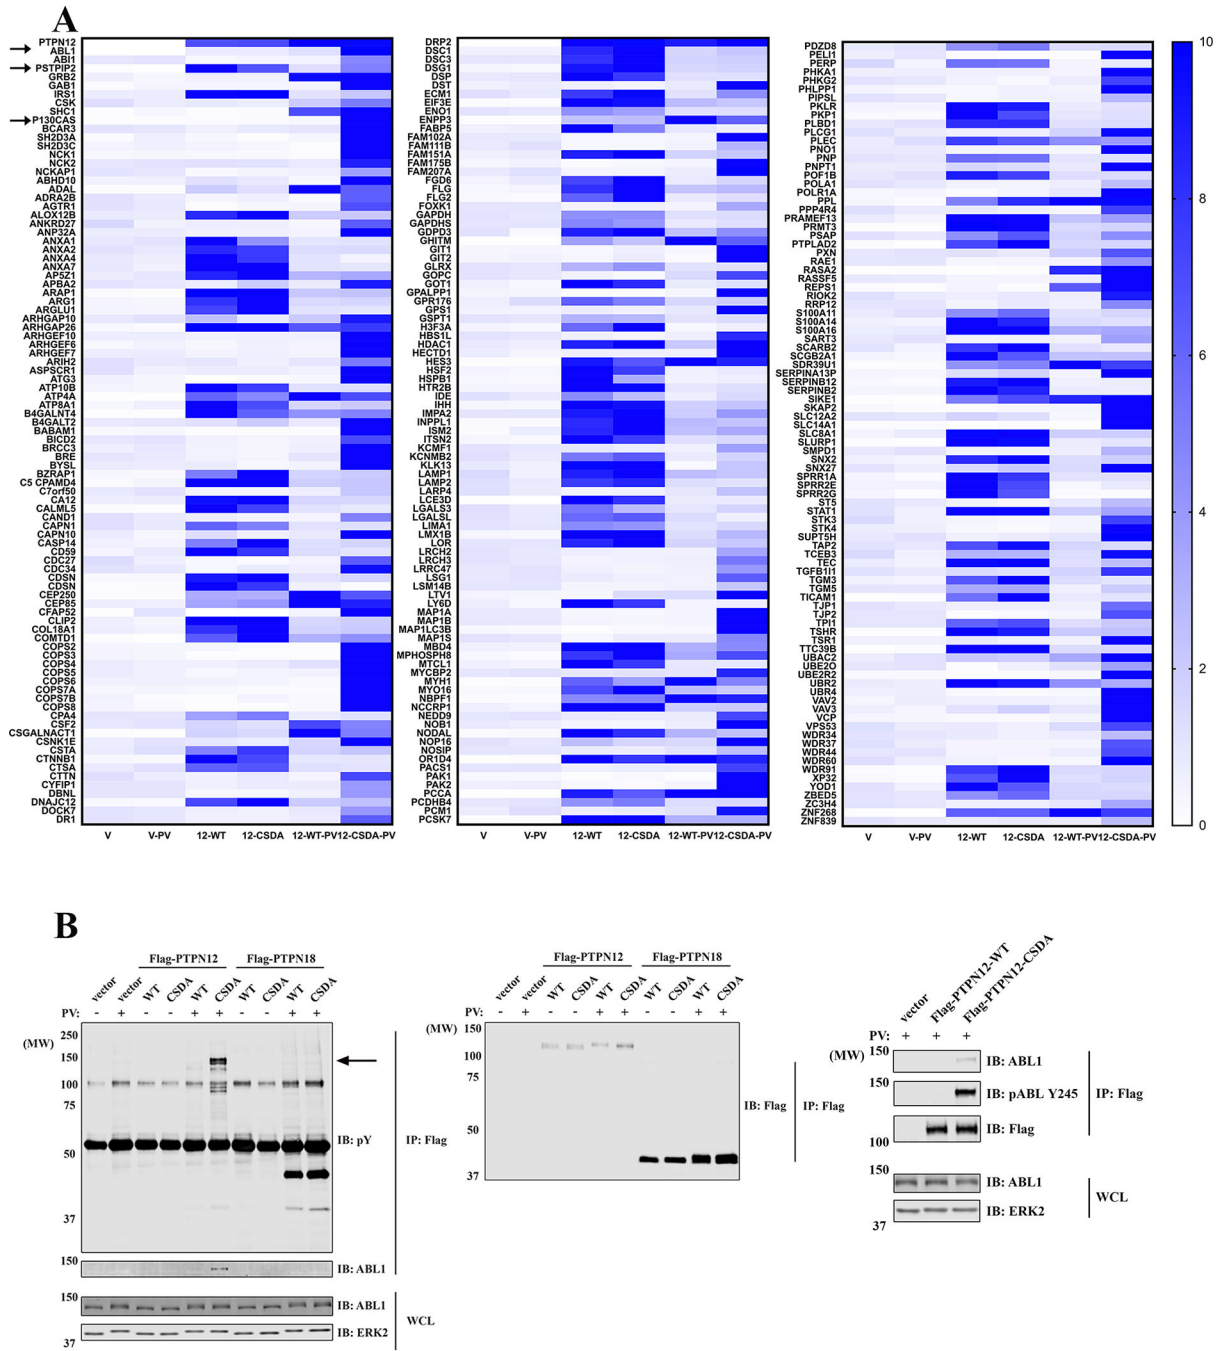 A
PTPN12
ABL1
ABI1
PSTPIP2
GRB2
GAB1
IRS1
CSK
SHC1
P130CAS
BCAR3
SH2D3A
SH2D3C
NCK1
NCK2
NCKAP1
ABHD10
ADAL
ADRA2B
AGTR1
ALOX12B
ANKRD27
ANP32A
ANXA1
ANXA2
ANXA4
ANXA7
AP5Z1
APBA2
ARAP1
ARG1
ARGLU1
ARHGAP10
ARHGAP26
ARHGEF10
ARHGEF6
ARHGEF7
ARIH2
ASPSCR1
ATG3
ATP10B
ATP4A
ATP8A1
B4GALNT4
B4GALT2
BABAM1
BICD2
BRCC3
BRE
BYSL
BZRAP1
C5 CPAMD4
C7orf50
CA12
CALML5
CAND1
CAPN1
CAPN10
CASP14
CD59
CDC27
CDC34
CDSN
CDSN
CEP250
CEP85
CFAP52
CLIP2
COL18A1
COMTD1
COPS2
COPS3
COPS4
COPS5
COPS6
COPS7A
COPS7B
COPS8
CPA4
CSF2
CSGALNACT1
CSNK1E
CSTA
CTNNB1
CTSA
CTTN
CYFIP1
DBNL
DNAJC12
DOCK7
DR1
V V-PV 12-WT 12-CSDA 12-WT-PV 12-CSDA-PV
DRP2
DSC1
DSC3
DSG1
DSP
DST
ECM1
EIF3E
ENO1
ENPP3
FABP5
FAM102A
FAM111B
FAM151A
FAM175B
FAM207A
FGD6
FLG
FLG2
FOXK1
GAPDH
GAPDHS
GDPD3
GHITM
GIT1
GIT2
GLRX
GOPC
GOT1
GPALPP1
GPR176
GPS1
GSPT1
H3F3A
HBS1L
HDAC1
HECTD1
HES3
HSF2
HSPB1
HTR2B
IDE
IHH
IMPA2
INPPL1
ISM2
ITSN2
KCMF1
KCNMB2
KLK13
LAMP1
LAMP2
LARP4
LCE3D
LGALS3
LGALSL
LIMA1
LMX1B
LOR
LRCH2
LRCH3
LRRC47
LSG1
LSM14B
LTV1
LY6D
MAP1A
MAP1B
MAP1LC3B
MAP1S
MBD4
MPHOSPH8
MTCL1
MYCBP2
MYH1
MYO16
NBPF1
NCCRP1
NEDD9
NOB1
NODAL
NOP16
NOSIP
OR1D4
PACS1
PAK1
PAK2
PCCA
PCDHB4
PCM1
PCSK7
V V-PV 12-WT 12-CSDA 12-WT-PV 12-CSDA-PV
PDZD8
PELI1
PERP
PHKA1
PHKG2
PHLPP1
PIPSL
PKLR
PKP1
PLBD1
PLCG1
PLEC
PNO1
PNP
PNPT1
POF1B
POLA1
POLR1A
PPL
PPP4R4
PRAMEF13
PRMT3
PSAP
PTPLAD2
PXN
RAE1
RASA2
RASSF5
REPS1
RIOK2
RRP12
S100A11
S100A14
S100A16
SART3
SCARB2
SCGB2A1
SDR39U1
SERPINA13P
SERPINB12
SERPINB2
SIKE1
SKAP2
SLC12A2
SLC14A1
SLC8A1
SLURP1
SMPD1
SNX2
SNX27
SPRR1A
SPRR2E
SPRR2G
ST5
STAT1
STK3
STK4
SUPT5H
TAP2
TCEB3
TEC
TGFB1I1
TGM3
TGM5
TICAM1
TJP1
TJP2
TPI1
TSHR
TSR1
TTC39B
UBAC2
UBE2O
UBE2R2
UBR2
UBR4
VAV2
VAV3
VCP
VPS53
WDR34
WDR37
WDR44
WDR60
WDR91
XP32
YOD1
ZBED5
ZC3H4
ZNF268
ZNF839
V V-PV 12-WT 12-CSDA 12-WT-PV 12-CSDA-PV
10
8
6
4
2
0
B
Flag-PTPN12 Flag-PTPN18
vector vector WT CSDA WT CSDA WT CSDA WT CSDA
PV: - + - - + + - - + +
(MW)
250
150
100
75
50
37
IB: pY
IP: Flag
150
IB: ABL1
150
IB: ABL1
IB: ERK2
37
WCL
Flag-PTPN12 Flag-PTPN18
vector vector WT CSDA WT CSDA WT CSDA WT CSDA
PV: - + - - + + - - + +
(MW)
150
100
75
50
37
IB: Flag
IP: Flag
vector Flag-PTPN12-WT Flag-PTPN12-CSDA
PV: + + +
(MW)
150
IB: ABL1
150
IB: pABL Y245
IB: Flag
100
IP: Flag
150
IB: ABL1
IB: ERK2
37
WCL